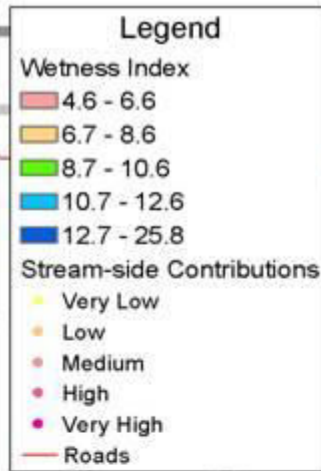 Legend
Wetness Index
4.6 - 6.6
6.7 - 8.6
8.7 - 10.6
10.7 - 12.6
12.7 - 25.8
Stream-side Contributions
Very Low
Low
Medium
High
Very High
Roads